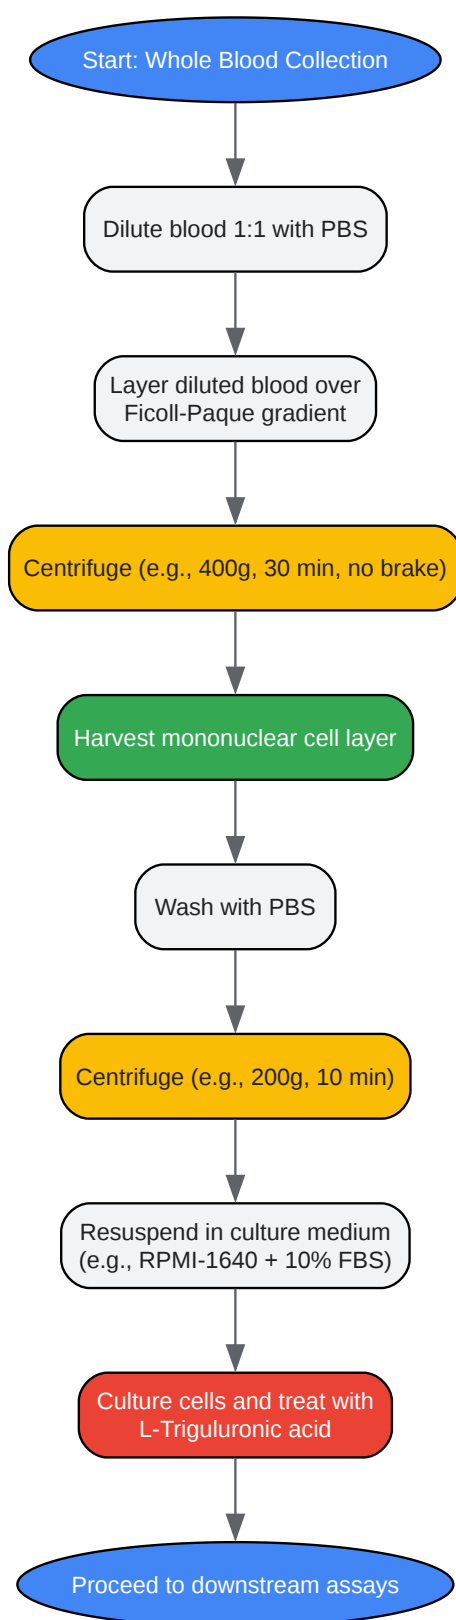 Start: Whole Blood Collection
Dilute blood 1:1 with PBS
Layer diluted blood over
Ficoll-Paque gradient
Centrifuge (e.g., 400g, 30 min, no brake)
Harvest mononuclear cell layer
Wash with PBS
Centrifuge (e.g., 200g, 10 min)
Resuspend in culture medium
(e.g., RPMI-1640 + 10% FBS)
Culture cells and treat with
L-Triguluronic acid
Proceed to downstream assays